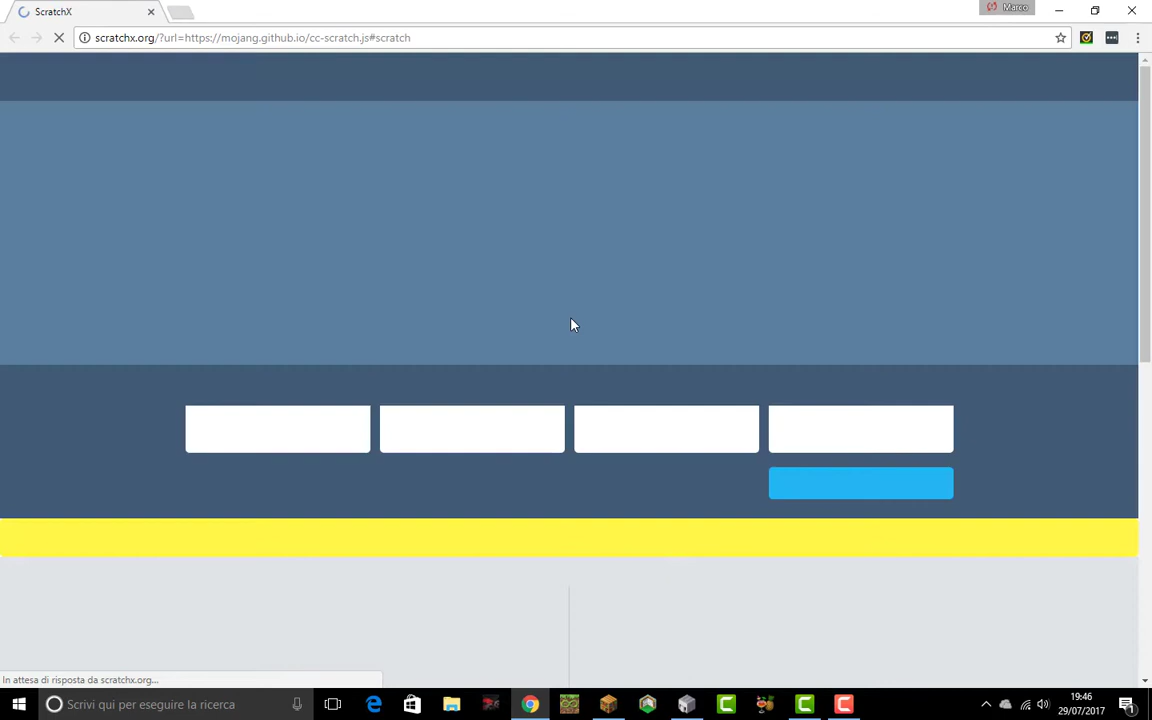 ScratchX
Marco
scratchx.org/?url=https://mojang.github.io/cc-scratch.js#scratch
In attesa di risposta da scratchx.org...
Scrivi qui per eseguire la ricerca
19:46
29/07/2017
1